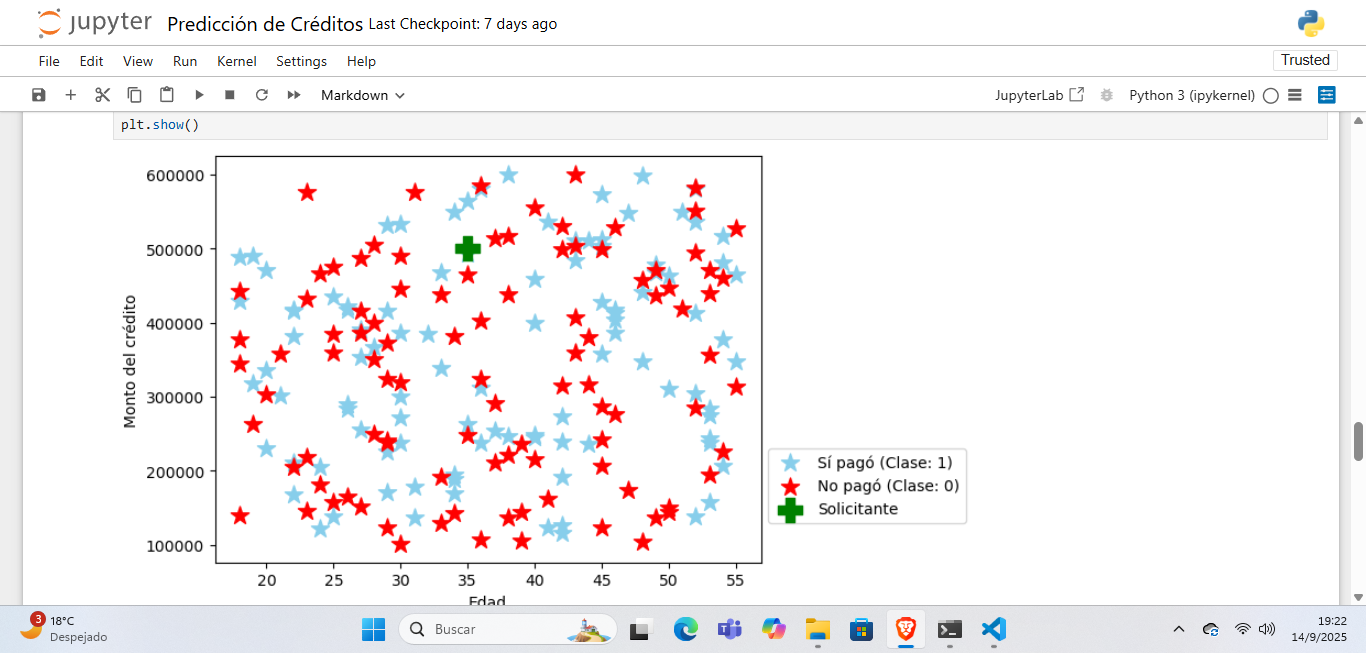 jupyter Predicción de Créditos Last Checkpoint: 7 days ago
File Edit View Run Kernel Settings Help
Trusted
Markdown
JupyterLab
Python 3 (ipykernel)
plt.show()
Monto del crédito
600000
500000
400000
300000
200000
100000
20 25 30 35 40 45 50 55
Edad
Sí pagó (Clase: 1)
No pagó (Clase: 0)
Solicitante
3
18°C
Despejado
Buscar
19:22
14/9/2025